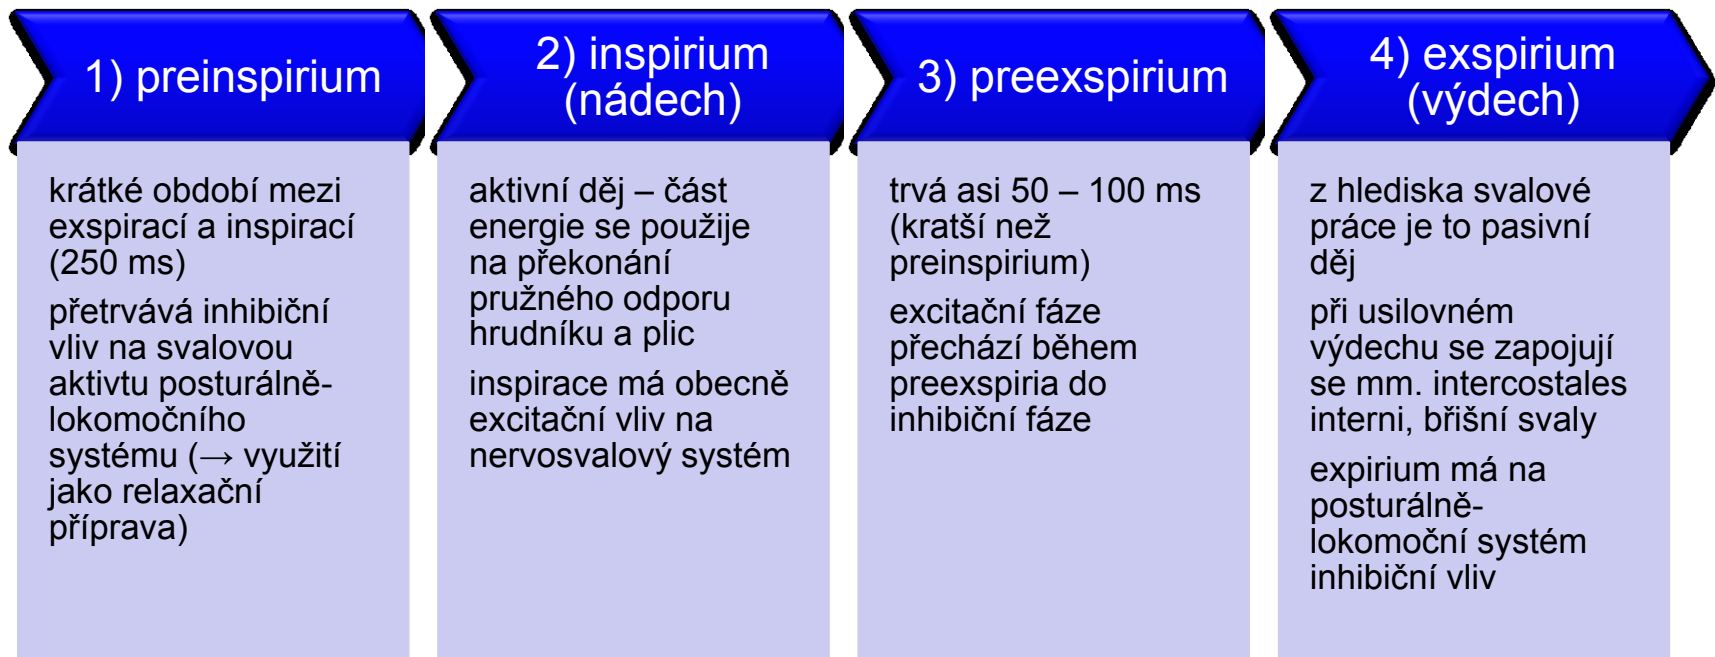 1) preinspirium
krátké období mezi
exspirací a inspirací
(250 ms)
přetrvává inhibiční
vliv na svalovou
aktivtu posturálně-
lokomočního
systému (→ využití
jako relaxační
příprava)
2) inspirium
(nádech)
aktivní děj – část
energie se použije
na překonání
pružného odporu
hrudníku a plic
inspirace má obecně
excitační vliv na
nervosvalový systém
3) preexspirium
trvá asi 50 – 100 ms
(kratší než
preinspirium)
excitační fáze
přechází během
preexspiria do
inhibiční fáze
4) exspirium
(výdech)
z hlediska svalové
práce je to pasivní
děj
při usilovném
výdechu se zapojují
se mm. intercostales
interni, břišní svaly
expirium má na
posturálně-
lokomoční systém
inhibiční vliv